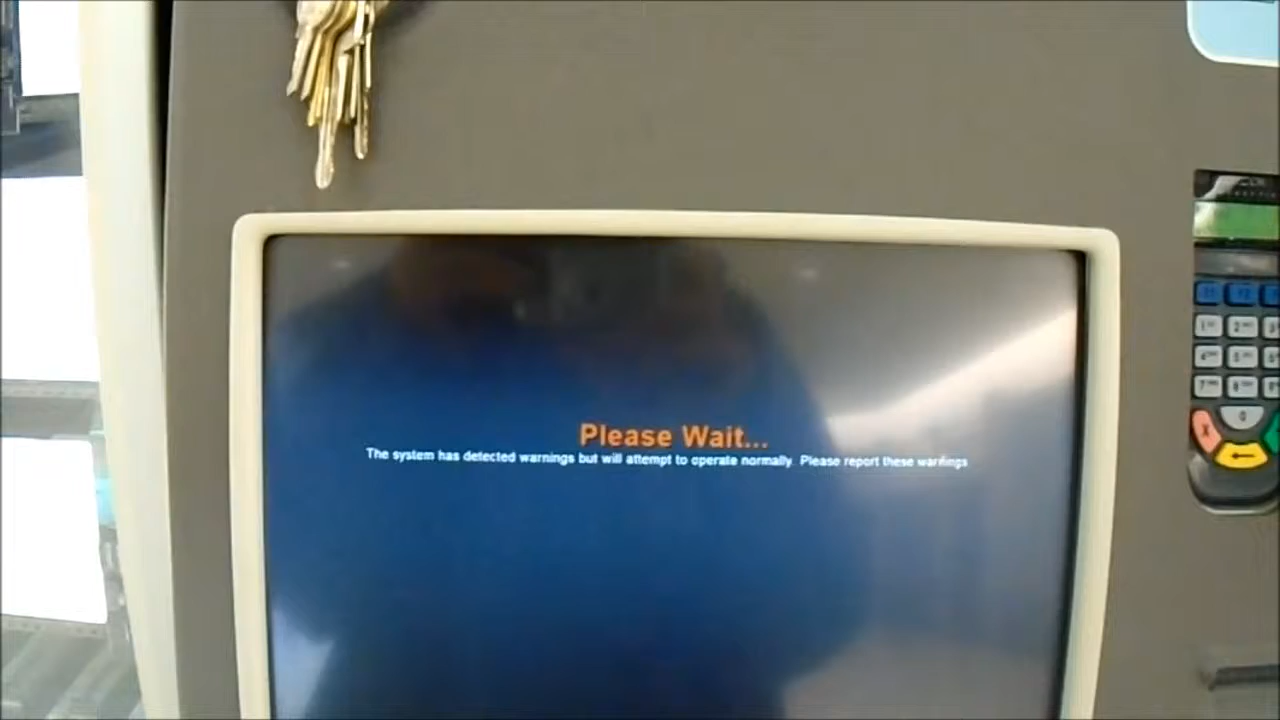 Please Wait...
The system has detected warnings but will attempt to operate normally. Please report these warnings